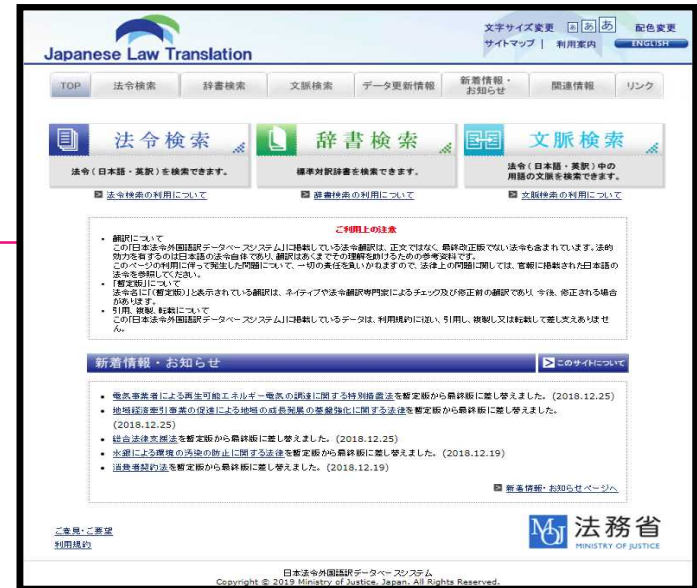 Japanese Law Translation
文字サイズ変更 あ あ あ 配色変更
サイトマップ | 利用案内 ENGLISH
TOP 法令検索 辞書検索 文脈検索 データ更新情報 新着情報・お知らせ 関連情報 リンク
法令検索
法令(日本語・英訳)を検索できます。
法令検索の利用について
辞書検索
標準対訳辞書を検索できます。
辞書検索の利用について
文脈検索
法令(日本語・英訳)中の
用語の文脈を検索できます。
文脈検索の利用について
ご利用上の注意
• 翻訳について
この「日本法令外国語訳データベースシステム」に掲載している法令翻訳は、正文ではなく、最終改正版でない法令も含まれています。法的
効力を有するのは日本語の法令自体であり、翻訳はあくまでその理解を助けるための参考資料です。
このページの利用に伴って発生した問題について、一切の責任を負いかねますので、法律上の問題に関しては、官報に掲載された日本語の
法令を参照してください。
• 「暫定版」について
法令名に「(暫定版)」と表示されている翻訳は、ネイティブや法令翻訳専門家によるチェック及び修正前の翻訳であり、今後、修正される場合
があります。
• 引用、複製、転載について
この「日本法令外国語訳データベースシステム」に掲載しているデータは、利用規約に従い、引用し、複製し又は転載して差し支えありませ
ん。
新着情報・お知らせ
このサイトについて
• 電気事業者による再生可能エネルギー電気の調達に関する特別措置法を暫定版から最終版に差し替えました。(2018.12.25)
• 地域経済牽引事業の促進による地域の成長発展の基盤強化に関する法律を暫定版から最終版に差し替えました。
(2018.12.25)
• 総合法律支援法を暫定版から最終版に差し替えました。(2018.12.25)
• 水銀による環境の汚染の防止に関する法律を暫定版から最終版に差し替えました。(2018.12.19)
• 消費者契約法を暫定版から最終版に差し替えました。(2018.12.19)
新着情報・お知らせページへ
ご意見・ご要望
利用規約
MOJ 法務省
MINISTRY OF JUSTICE
日本法令外国語訳データベースシステム
Copyright © 2019 Ministry of Justice, Japan. All Rights Reserved.